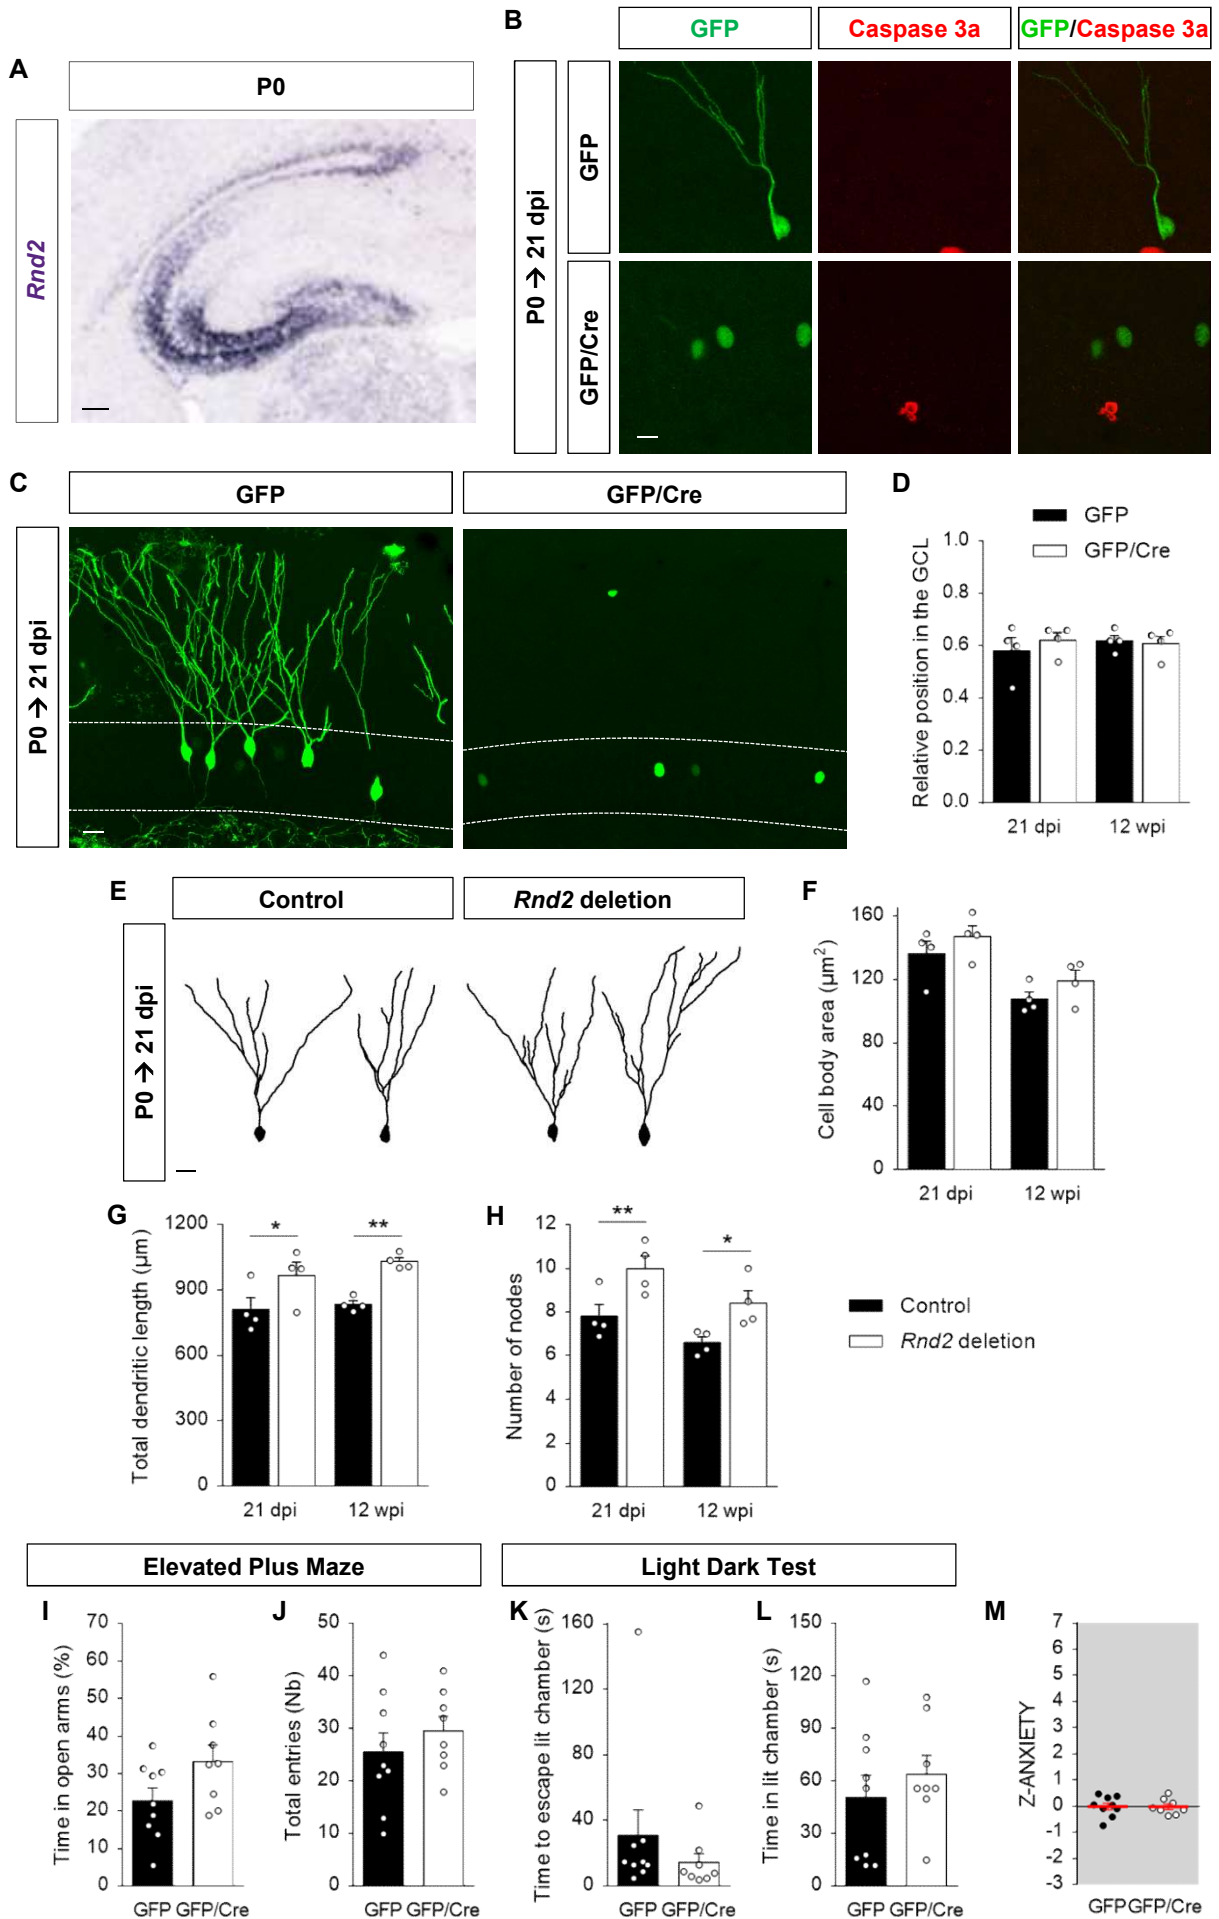 A
P0
Rnd2
B
GFP
Caspase 3a
GFP/Caspase 3a
P0 → 21 dpi
GFP
GFP/Cre
C
GFP
GFP/Cre
P0 → 21 dpi
D
GFP
GFP/Cre
Relative position in the GCL
1.0
0.8
0.6
0.4
0.2
0.0
21 dpi
12 wpi
E
Control
Rnd2 deletion
P0 → 21 dpi
F
Cell body area (µm²)
160
120
80
40
0
21 dpi
12 wpi
G
Total dendritic length (µm)
1200
900
600
300
0
*
**
21 dpi
12 wpi
H
Number of nodes
12
10
8
6
4
2
0
**
*
21 dpi
12 wpi
Control
Rnd2 deletion
Elevated Plus Maze
Light Dark Test
I
Time in open arms (%)
70
60
50
40
30
20
10
0
GFP GFP/Cre
J
Total entries (Nb)
50
40
30
20
10
0
GFP GFP/Cre
K
Time to escape lit chamber (s)
160
120
80
40
0
GFP GFP/Cre
L
Time in lit chamber (s)
150
120
90
60
30
0
GFP GFP/Cre
M
Z-ANXIETY
7
6
5
4
3
2
1
0
-1
-2
-3
GFP GFP/Cre